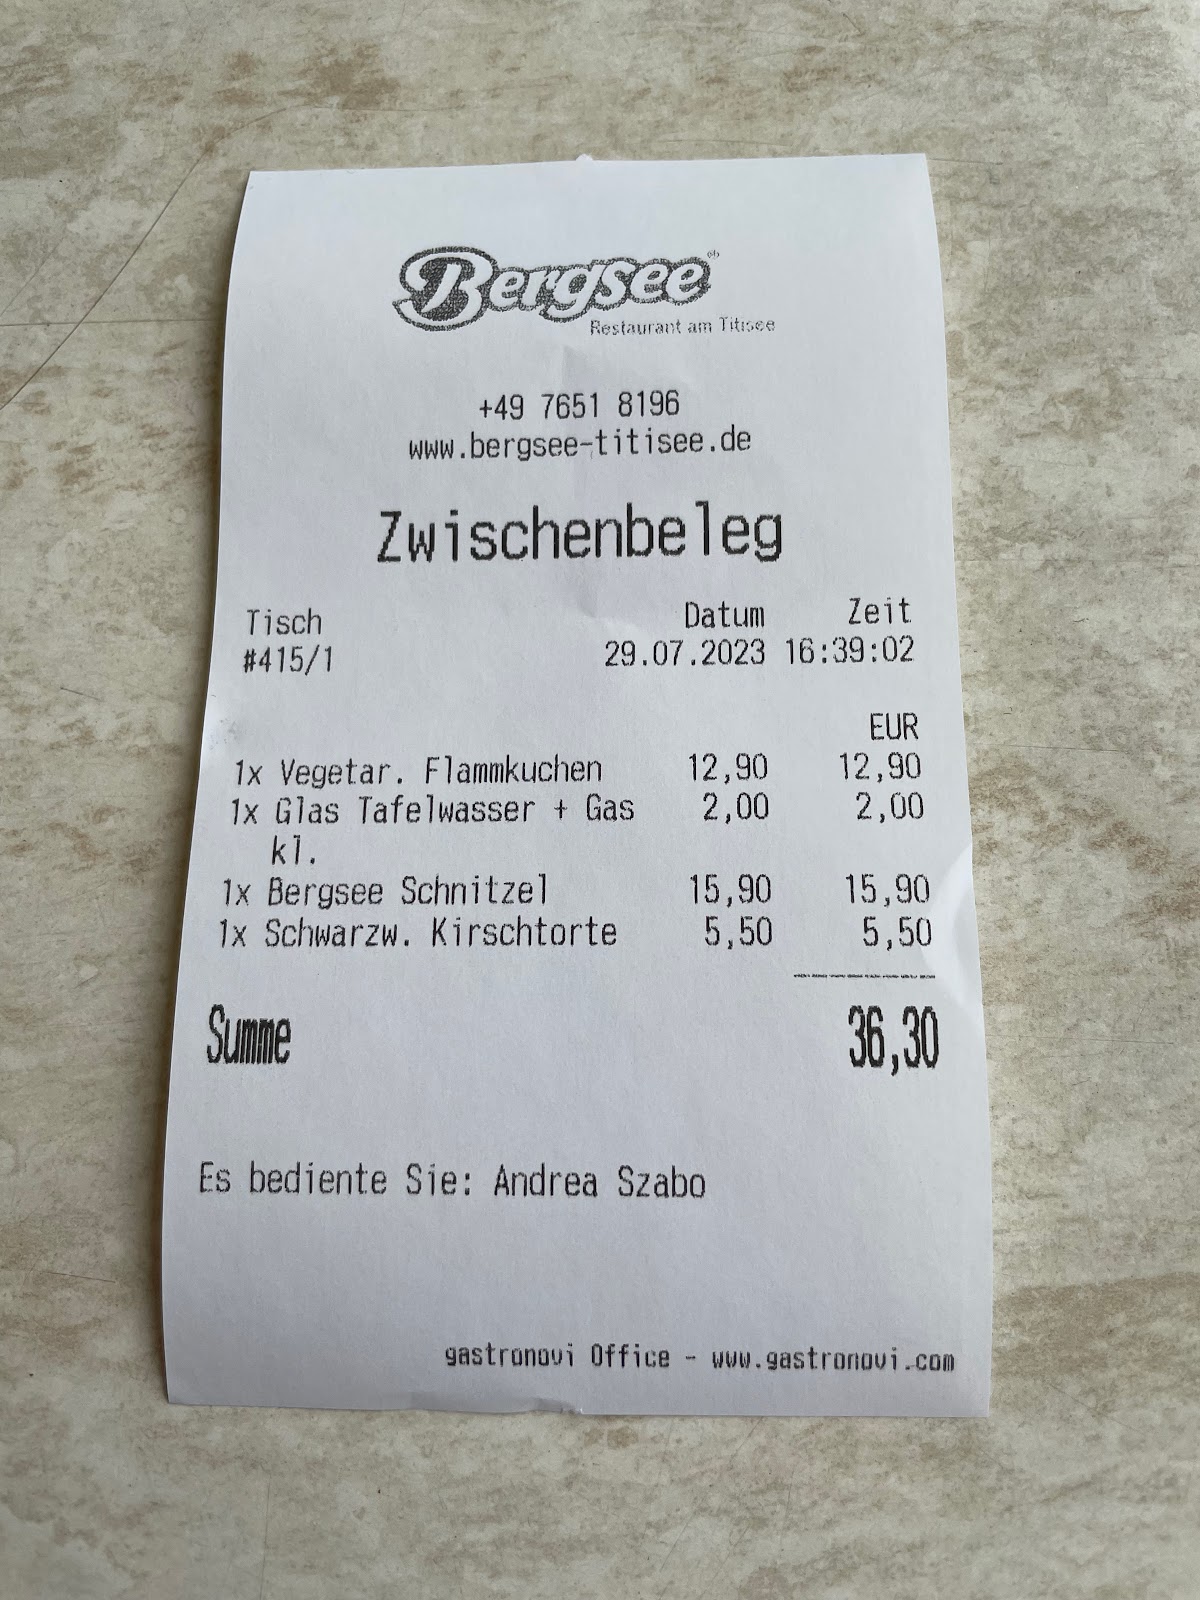 Bergsee
Restaurant am Titisee
+49 7651 8196
www.bergsee-titisee.de
Zwischenbeleg
Tisch Datum Zeit
#415/1 29.07.2023 16:39:02
EUR
1x Vegetar. Flammkuchen 12,90 12,90
1x Glas Tafelwasser + Gas 2,00 2,00
kl.
1x Bergsee Schnitzel 15,90 15,90
1x Schwarzw. Kirschtorte 5,50 5,50
Summe 36,30
Es bediente Sie: Andrea Szabo
gastronovi Office - www.gastronovi.com